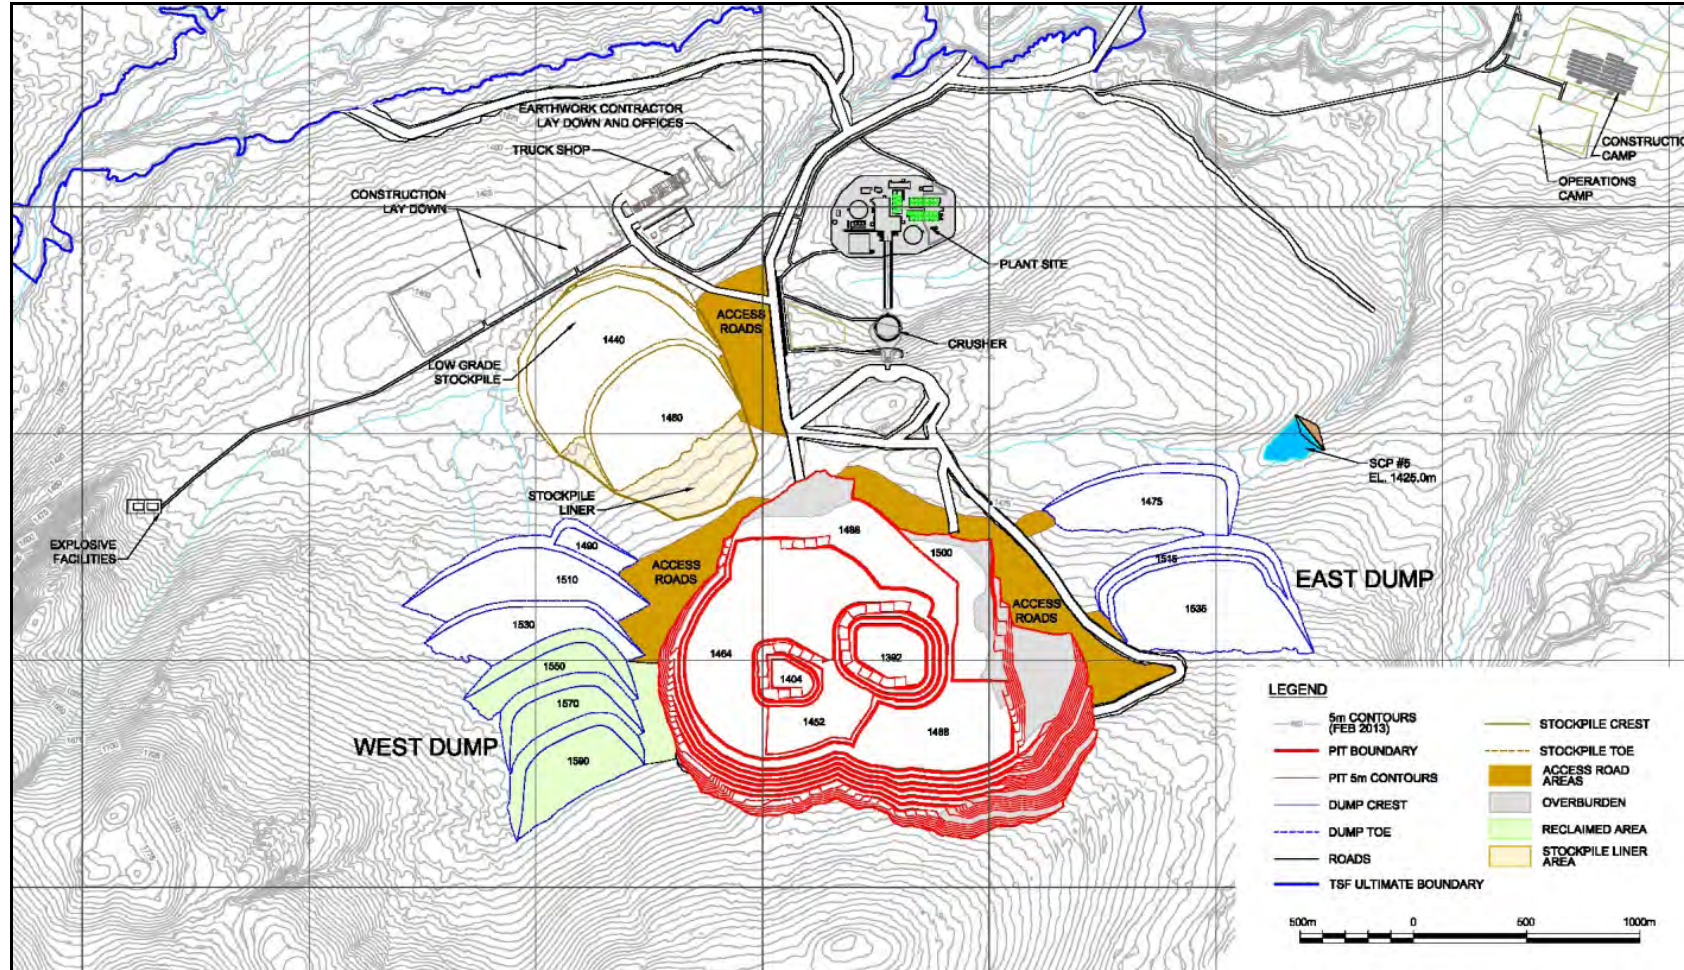 EARTHWORK CONTRACTOR
LAY DOWN AND OFFICES
TRUCK SHOP
CONSTRUCTION
LAY DOWN
CONSTRUCTIO
CAMP
OPERATIONS
CAMP
PLANT SITE
ACCESS
ROADS
CRUSHER
1440
LOW GRADE
STOCKPILE
1480
SCP #5
EL. 1425.0m
STOCKPILE
LINER
EXPLOSIVE
FACILITIES
1475
1488
1500
1490
1510
ACCESS
ROADS
1515
EAST DUMP
1535
ACCESS
ROADS
1530
1550
1464
1392
1404
1570
1452
1488
WEST DUMP
1590
LEGEND
5m CONTOURS
(FEB 2013)
PIT BOUNDARY
PIT 5m CONTOURS
DUMP CREST
DUMP TOE
ROADS
TSF ULTIMATE BOUNDARY
STOCKPILE CREST
STOCKPILE TOE
ACCESS ROAD
AREAS
OVERBURDEN
RECLAIMED AREA
STOCKPILE LINER
AREA
500m 0 500 1000m